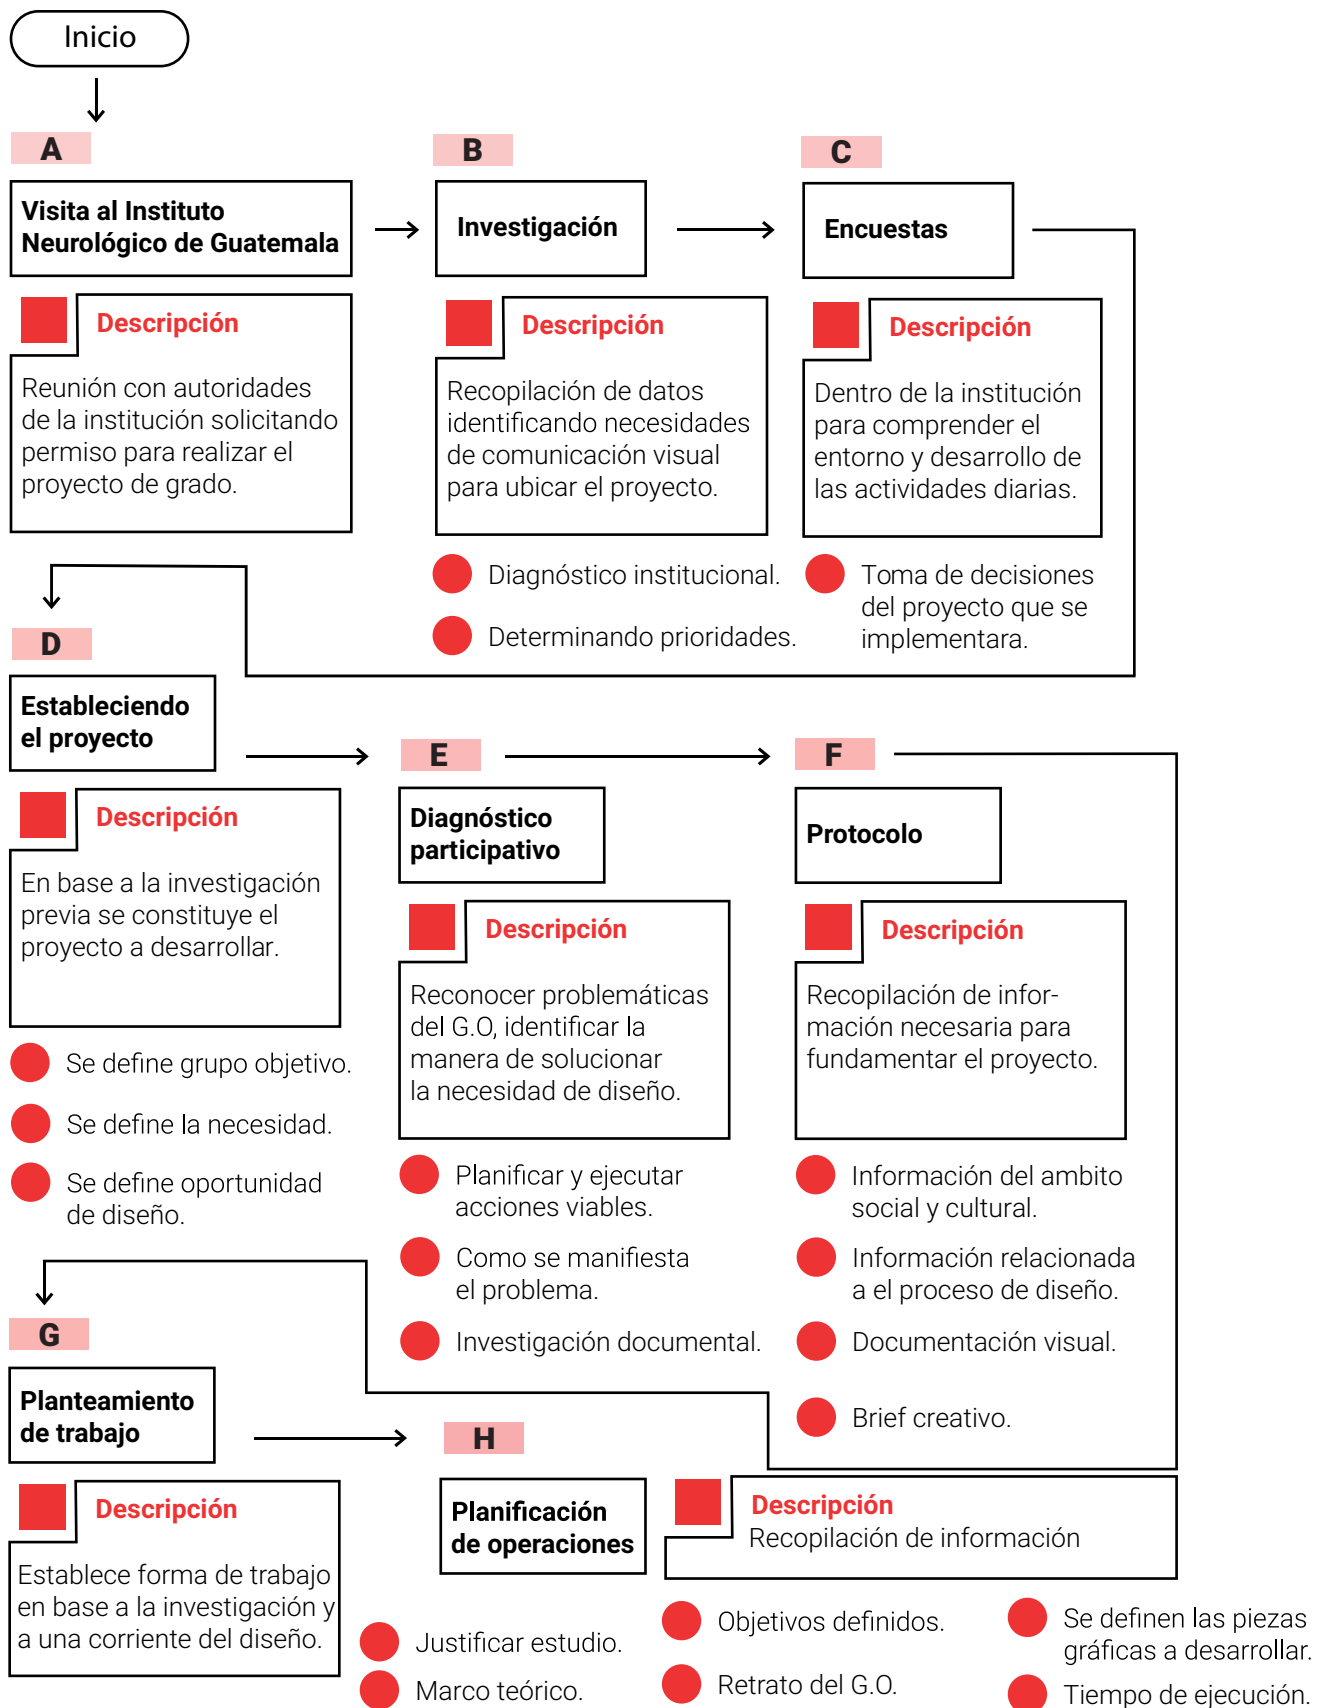 Inicio
A
Visita al Instituto
Neurológico de Guatemala
Descripción
Reunión con autoridades
de la institución solicitando
permiso para realizar el
proyecto de grado.
B
Investigación
Descripción
Recopilación de datos
identificando necesidades
de comunicación visual
para ubicar el proyecto.
Diagnóstico institucional.
Determinando prioridades.
C
Encuestas
Descripción
Dentro de la institución
para comprender el
entorno y desarrollo de
las actividades diarias.
Toma de decisiones
del proyecto que se
implementara.
D
Estableciendo
el proyecto
Descripción
En base a la investigación
previa se constituye el
proyecto a desarrollar.
Se define grupo objetivo.
Se define la necesidad.
Se define oportunidad
de diseño.
E
Diagnóstico
participativo
Descripción
Reconocer problemáticas
del G.O, identificar la
manera de solucionar
la necesidad de diseño.
Planificar y ejecutar
acciones viables.
Como se manifiesta
el problema.
Investigación documental.
F
Protocolo
Descripción
Recopilación de infor-
mación necesaria para
fundamentar el proyecto.
Información del ambito
social y cultural.
Información relacionada
a el proceso de diseño.
Documentación visual.
Brief creativo.
G
Planteamiento
de trabajo
Descripción
Establece forma de trabajo
en base a la investigación y
a una corriente del diseño.
H
Planificación
de operaciones
Descripción
Recopilación de información
Justificar estudio.
Marco teórico.
Objetivos definidos.
Retrato del G.O.
Se definen las piezas
gráficas a desarrollar.
Tiempo de ejecución.